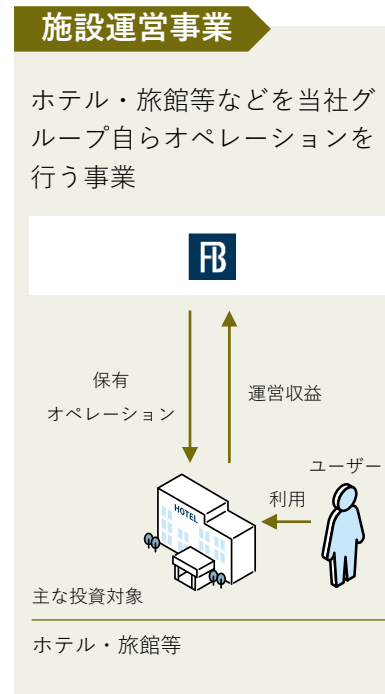 施設運営事業
ホテル・旅館等などを当社グ
ループ自らオペレーションを
行う事業
FB
保有
オペレーション
運営収益
ユーザー
利用
HOTEL
主な投資対象
ホテル・旅館等